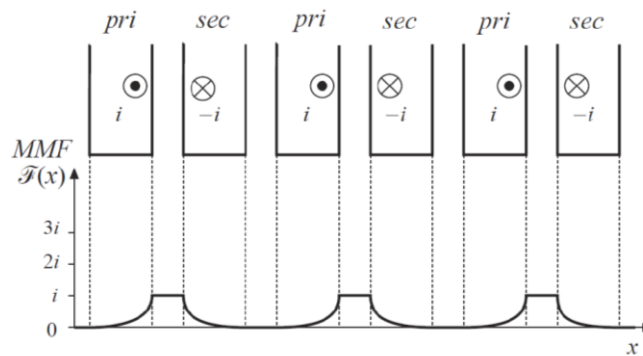 pri sec pri sec pri sec
i −i i −i i −i
MMF
ℱ(x)
3i
2i
i
0
x